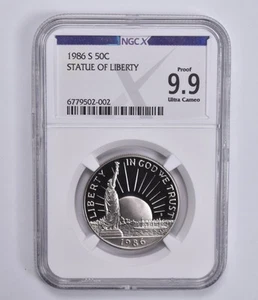 NGCX
1986 S 50C
STATUE OF LIBERTY
6779502-002
Proof
9.9
Ultra Cameo
LIBERTY
IN GOD WE TRUST
1986